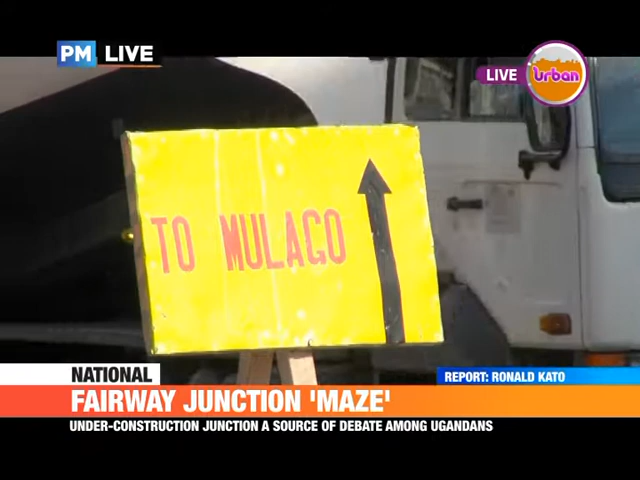 PM LIVE
LIVE Urban
TO MULAGO
NATIONAL
REPORT: RONALD KATO
FAIRWAY JUNCTION 'MAZE'
UNDER-CONSTRUCTION JUNCTION A SOURCE OF DEBATE AMONG UGANDANS